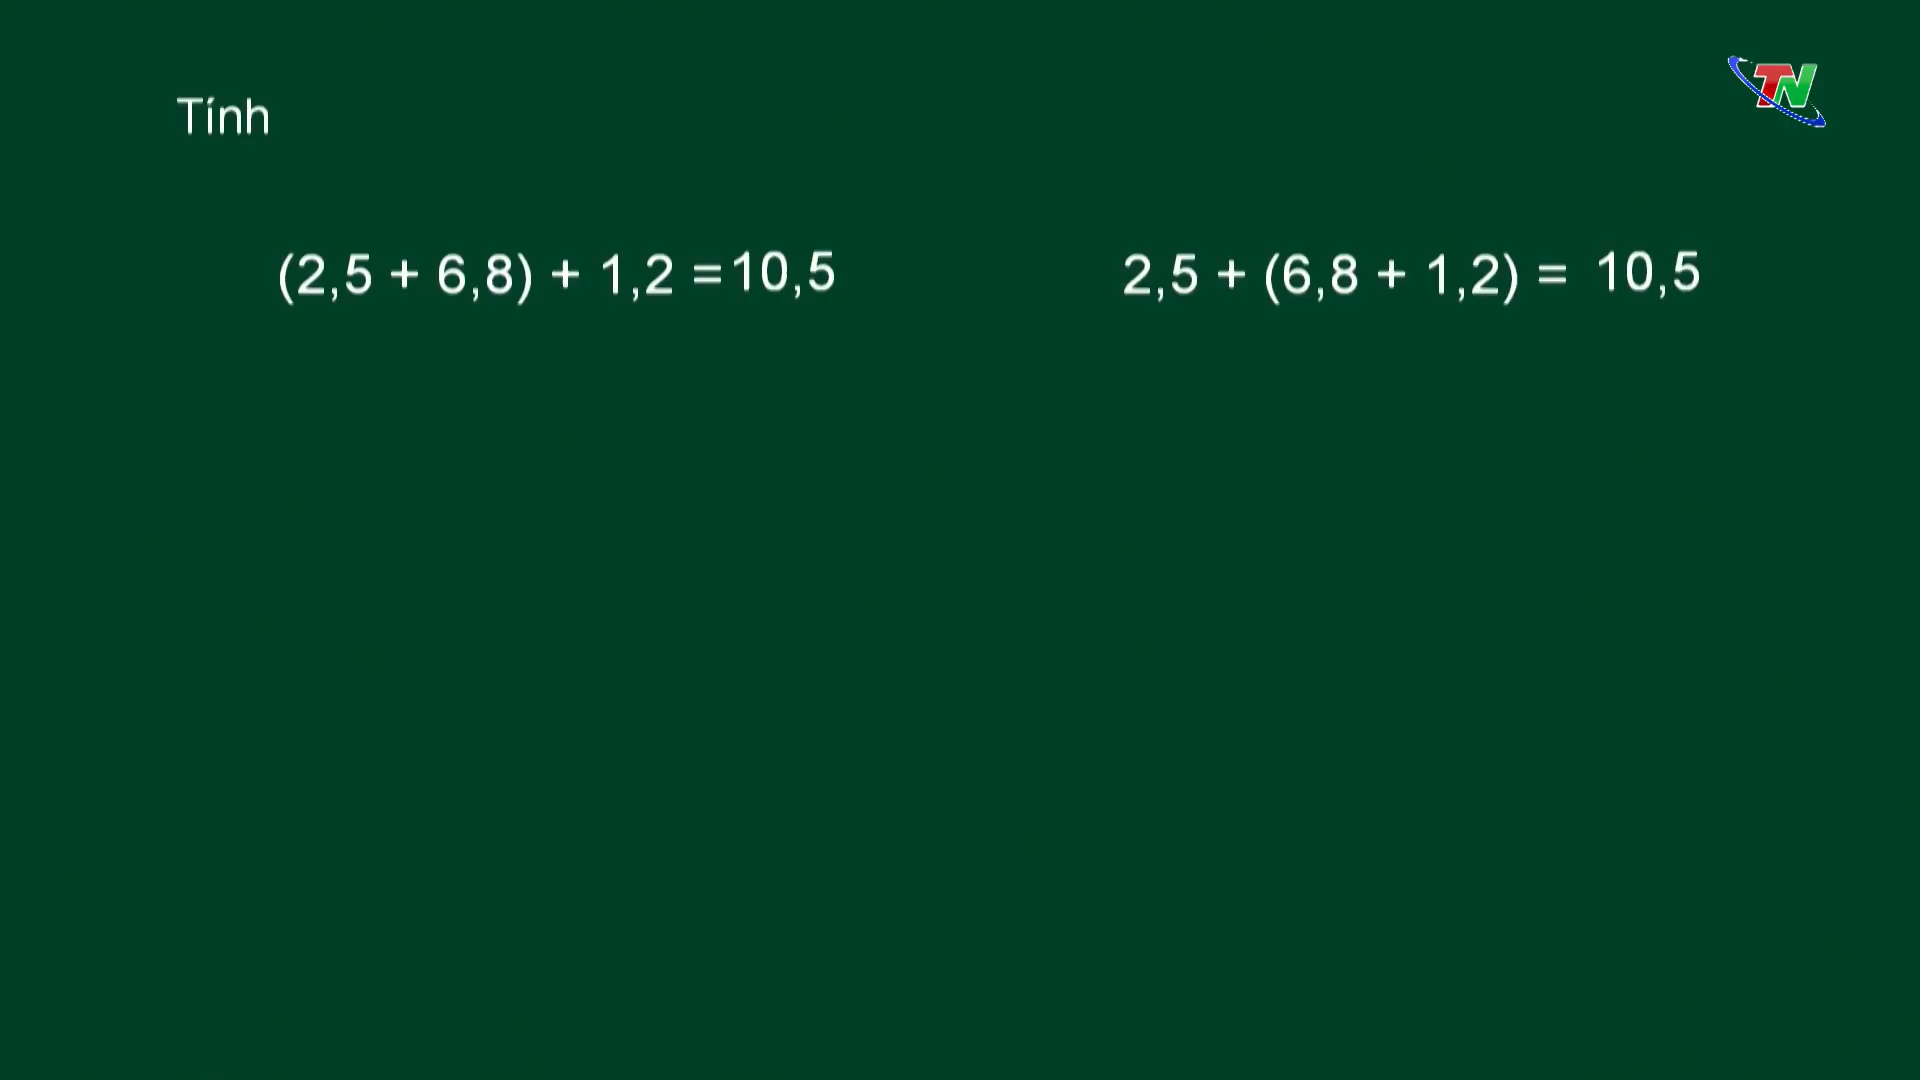 TN
Tính
(2,5 + 6,8) + 1,2 = 10,5
2,5 + (6,8 + 1,2) = 10,5